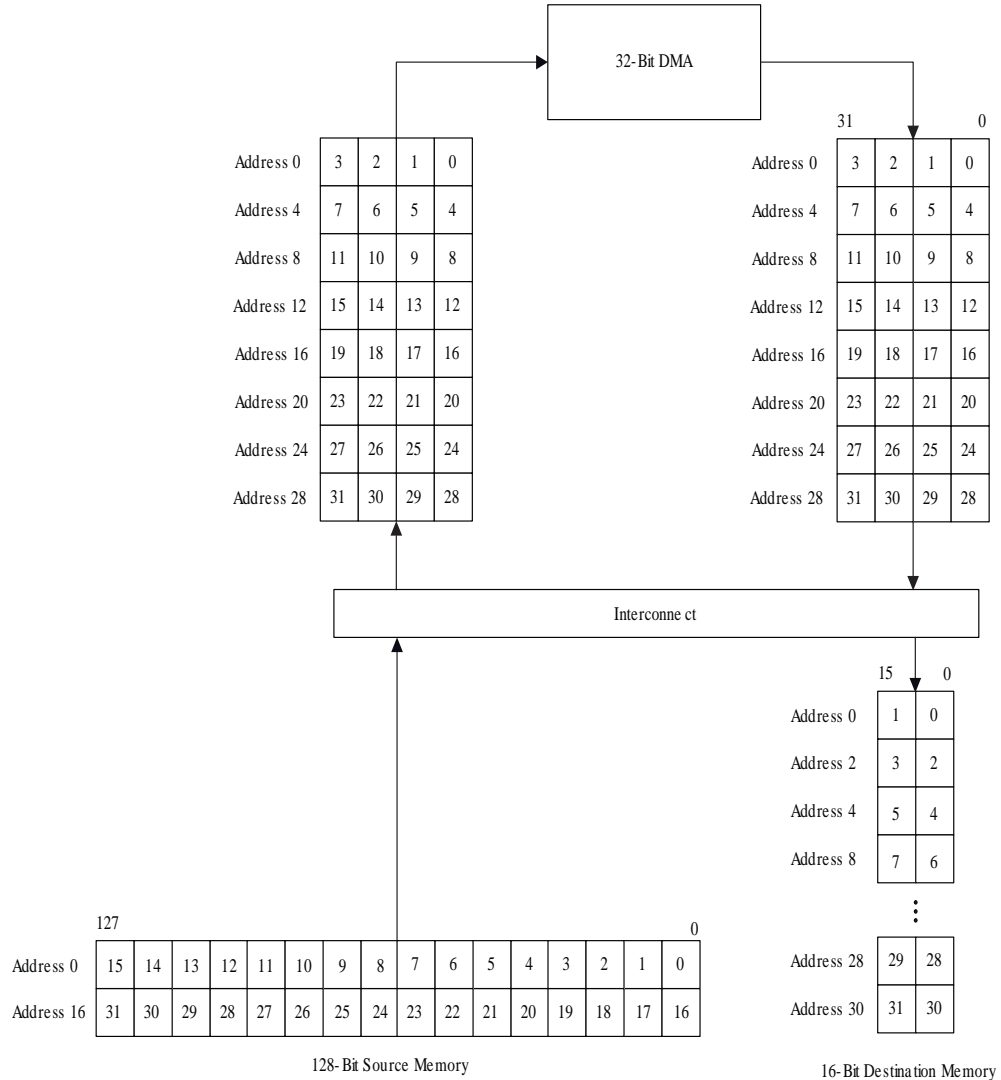 32-Bit DMA
31 0
Address 0 3 2 1 0 Address 0 3 2 1 0
Address 4 7 6 5 4 Address 4 7 6 5 4
Address 8 11 10 9 8 Address 8 11 10 9 8
Address 12 15 14 13 12 Address 12 15 14 13 12
Address 16 19 18 17 16 Address 16 19 18 17 16
Address 20 23 22 21 20 Address 20 23 22 21 20
Address 24 27 26 25 24 Address 24 27 26 25 24
Address 28 31 30 29 28 Address 28 31 30 29 28
Interconnect
15 0
Address 0 1 0
Address 2 3 2
Address 4 5 4
Address 8 7 6
⋮
127 0
Address 0 15 14 13 12 11 10 9 8 7 6 5 4 3 2 1 0 Address 28 29 28
Address 16 31 30 29 28 27 26 25 24 23 22 21 20 19 18 17 16 Address 30 31 30
128-Bit Source Memory 16-Bit Destination Memory